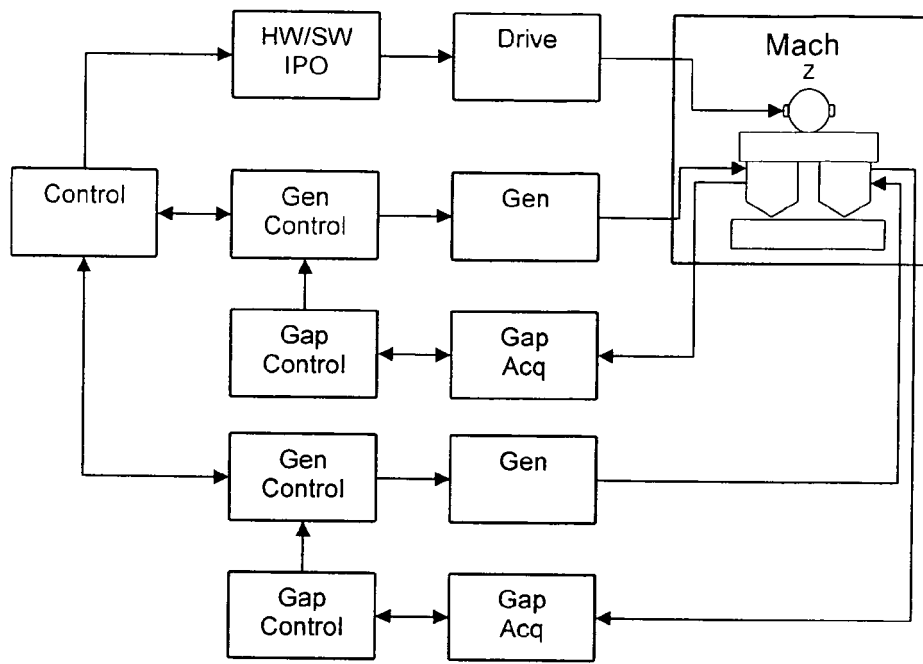 HW/SW
IPO
Drive
Mach
Z
Control
Gen
Control
Gen
Gap
Control
Gap
Acq
Gen
Control
Gen
Gap
Control
Gap
Acq